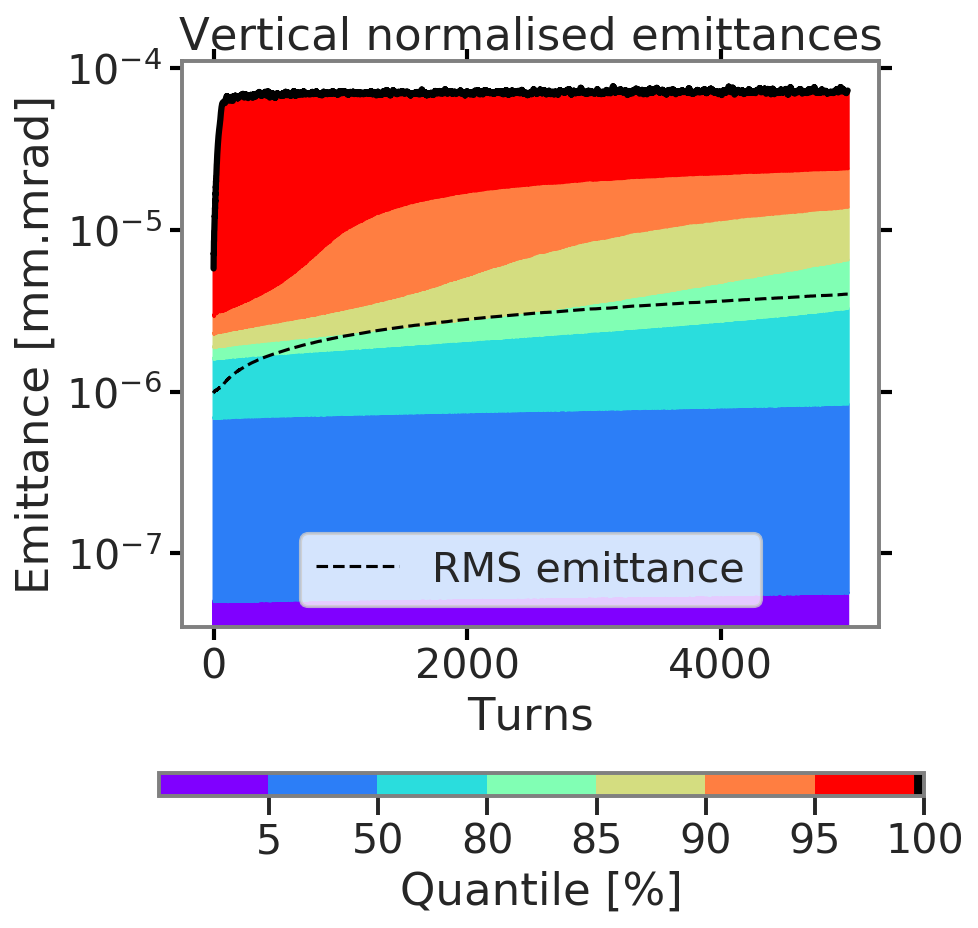 Vertical normalised emittances
10⁻⁴
10⁻⁵
10⁻⁶
10⁻⁷
Emittance [mm.mrad]
RMS emittance
0 2000 4000
Turns
5 50 80 85 90 95 100
Quantile [%]